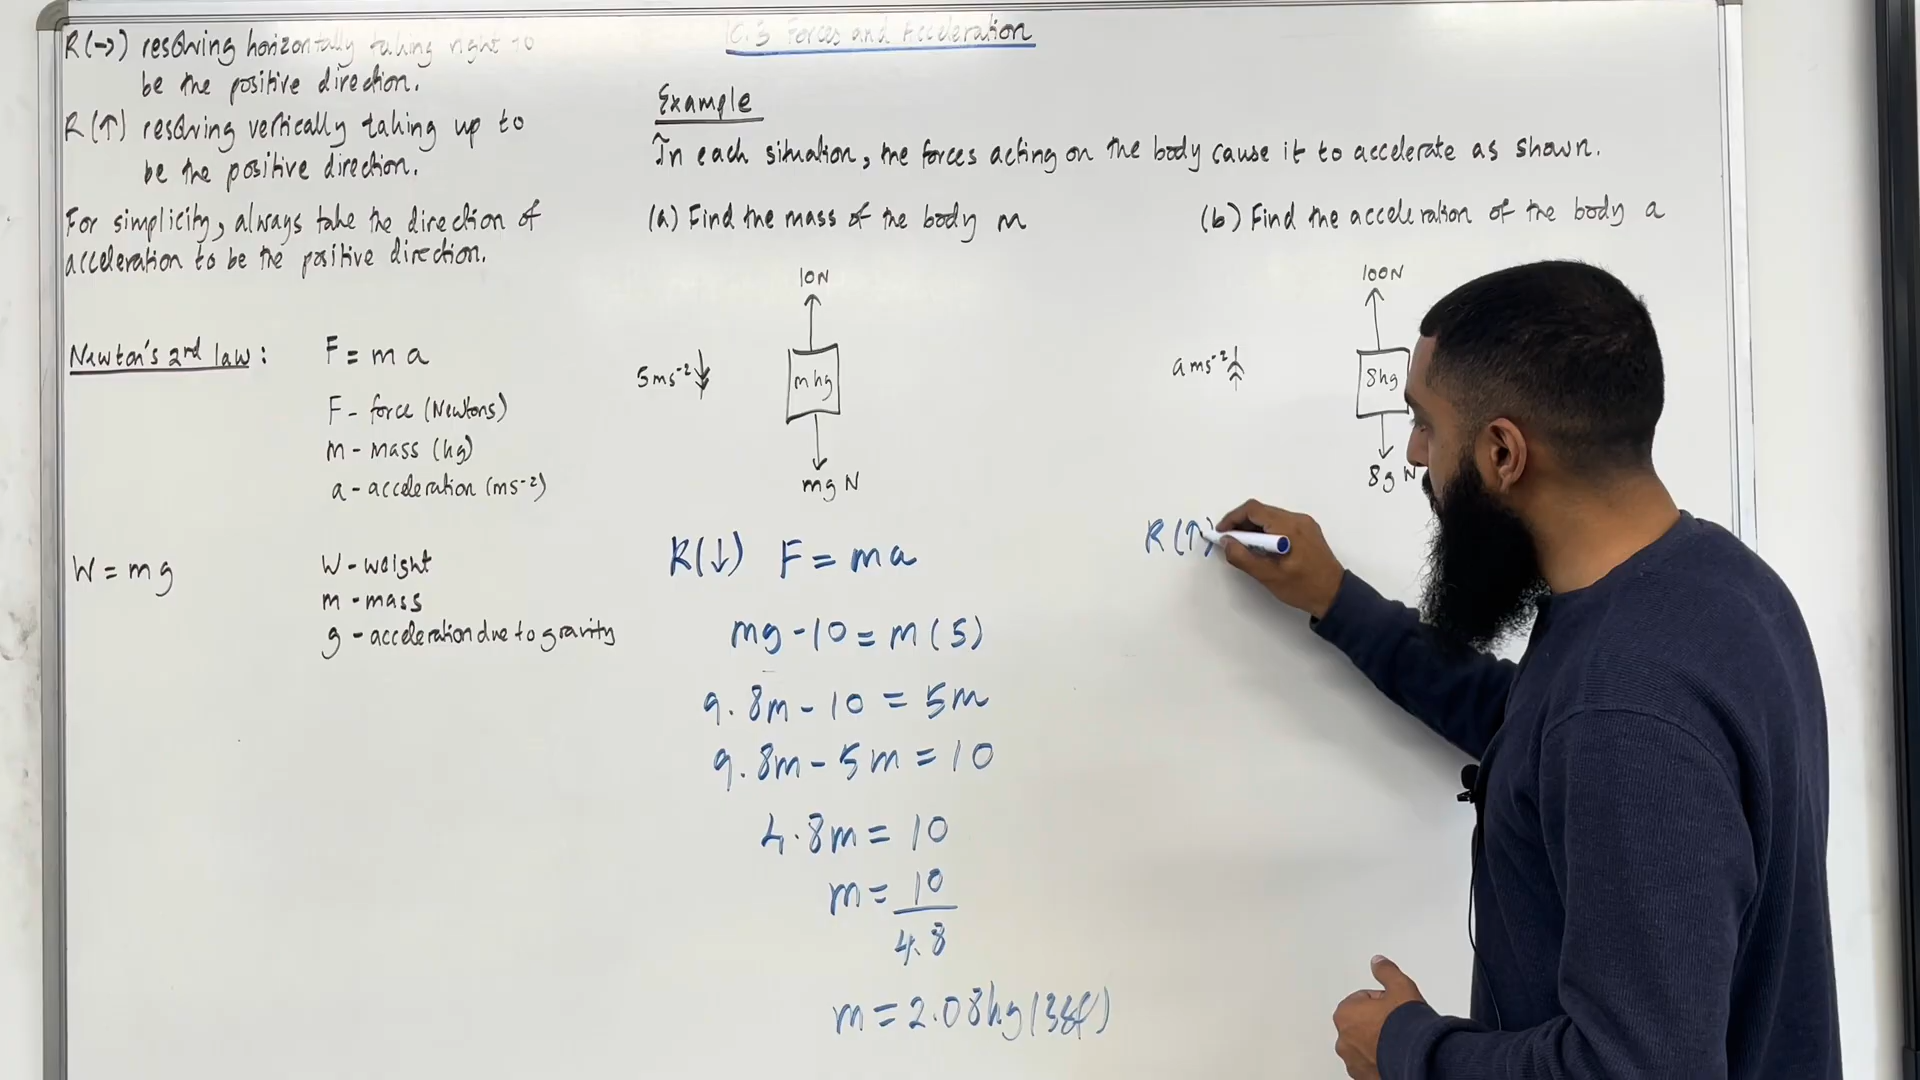 R(→) resolving horizontally taking right to
be the positive direction.
R(↑) resolving vertically taking up to
be the positive direction.
For simplicity, always take the direction of
acceleration to be the positive direction.
Newton's 2nd law: F = ma
F - force (Newtons)
m - mass (kg)
a - acceleration (ms⁻²)
W = mg
W - weight
m - mass
g - acceleration due to gravity
10.3 Forces and Acceleration
Example
In each situation, the forces acting on the body cause it to accelerate as shown.
(a) Find the mass of the body m
10N
5ms⁻²
m kg
mg N
R(↓) F = ma
mg - 10 = m(5)
9.8m - 10 = 5m
9.8m - 5m = 10
4.8m = 10
m = 10/4.8
m = 2.08kg (3sf)
(b) Find the acceleration of the body a
100N
a ms⁻²
8kg
8g N
R(↑)